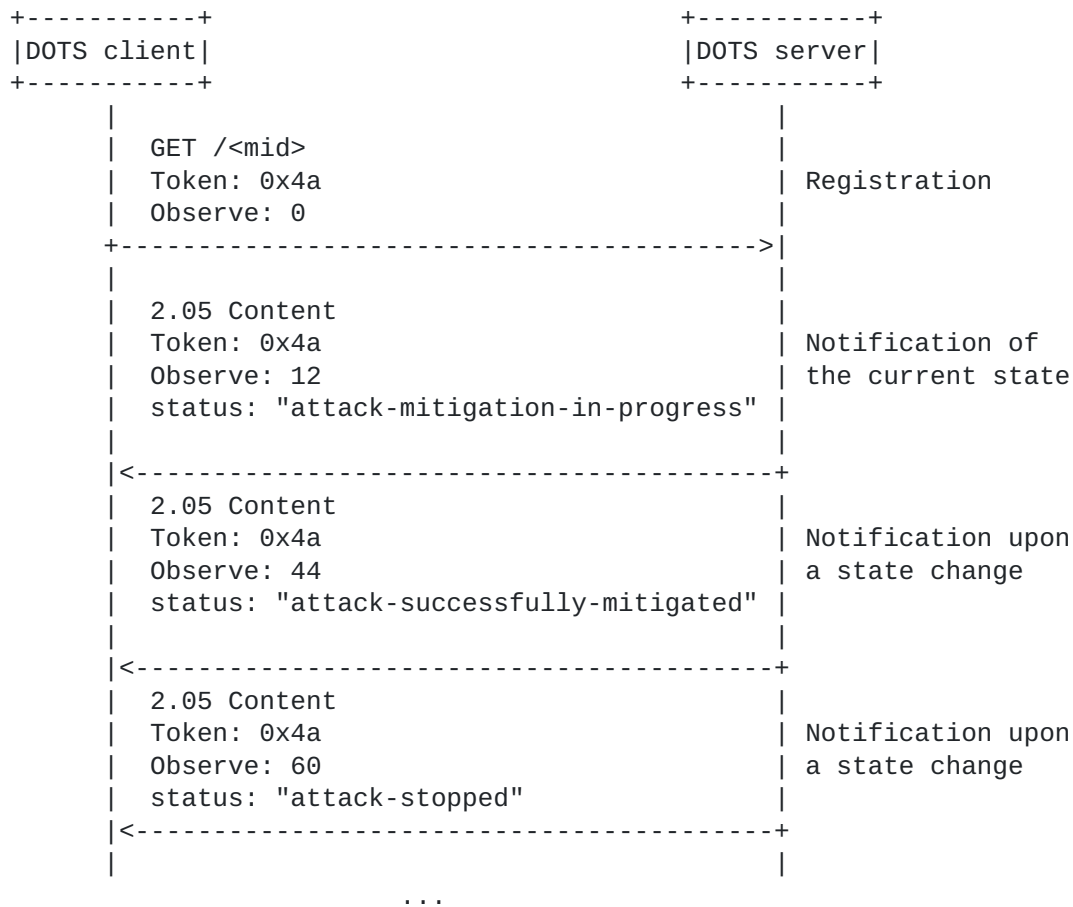 +-----------+                              +-----------+
|DOTS client|                              |DOTS server|
+-----------+                              +-----------+
      |                                          |
      |  GET /<mid>                              |
      |  Token: 0x4a                             | Registration
      |  Observe: 0                              |
      +----------------------------------------->|
      |                                          |
      |  2.05 Content                            |
      |  Token: 0x4a                             | Notification of
      |  Observe: 12                             | the current state
      |  status: "attack-mitigation-in-progress" |
      |                                          |
      |<-----------------------------------------+
      |  2.05 Content                            |
      |  Token: 0x4a                             | Notification upon
      |  Observe: 44                             | a state change
      |  status: "attack-successfully-mitigated" |
      |                                          |
      |<-----------------------------------------+
      |  2.05 Content                            |
      |  Token: 0x4a                             | Notification upon
      |  Observe: 60                             | a state change
      |  status: "attack-stopped"                |
      |<-----------------------------------------+
      |                                          |
                         ...